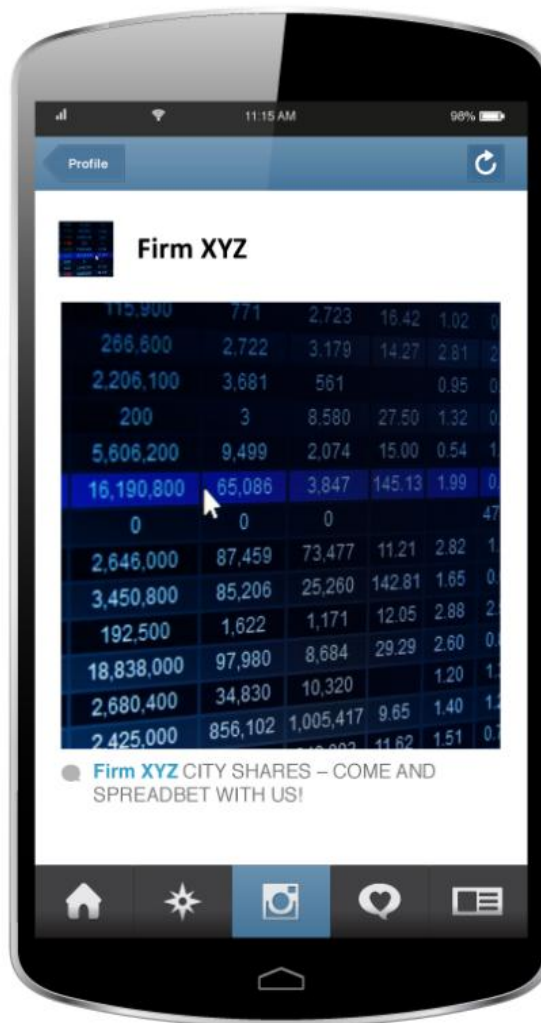 11:15 AM 98%
Profile
Firm XYZ
115,900 771 2,723 16.42 1.02
266,600 2,722 3,179 14.27 2.81
2,206,100 3,681 561 0.95
200 3 8,580 27.50 1.32
5,606,200 9,499 2,074 15.00 0.54
16,190,800 65,086 3,847 145.13 1.99
0 0 0 47
2,646,000 87,459 73,477 11.21 2.82
3,450,800 85,206 25,260 142.81 1.65
192,500 1,622 1,171 12.05 2.88
18,838,000 97,980 8,684 29.29 2.60
2,680,400 34,830 10,320 1.20
2,425,000 856,102 1,005,417 9.65 1.40
11.62 1.51
Firm XYZ CITY SHARES – COME AND
SPREADBET WITH US!